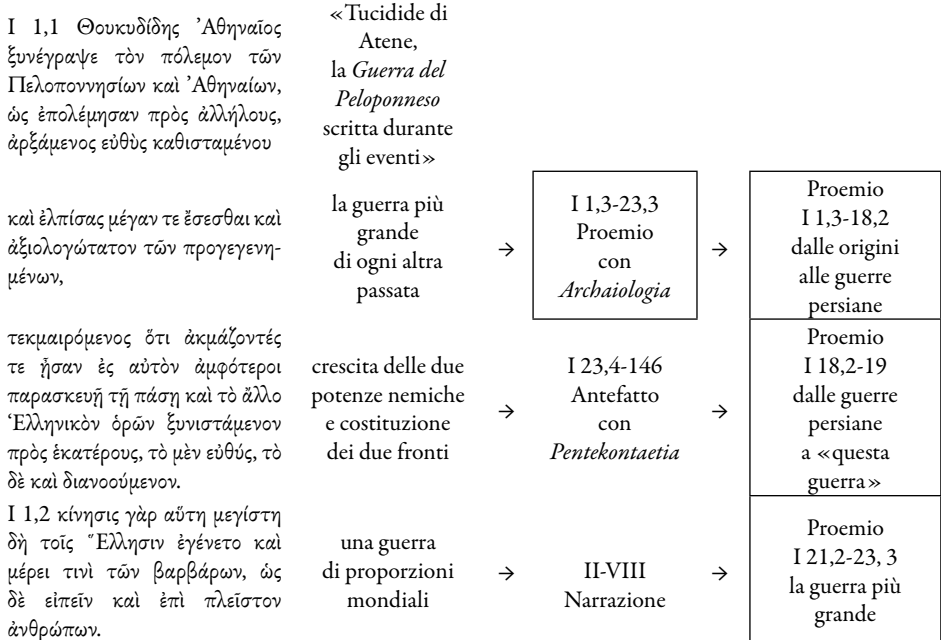 I 1,1 Θουκυδίδης Ἀθηναῖος
ξυνέγραψε τὸν πόλεμον τῶν
Πελοποννησίων καὶ Ἀθηναίων,
ὡς ἐπολέμησαν πρὸς ἀλλήλους,
ἀρξάμενος εὐθὺς καθισταμένου
«Tucidide di
Atene,
la Guerra del
Peloponneso
scritta durante
gli eventi»
καὶ ἐλπίσας μέγαν τε ἔσεσθαι καὶ
ἀξιολογώτατον τῶν προγεγενη-
μένων,
la guerra più
grande
di ogni altra
passata
→
I 1,3-23,3
Proemio
con
Archaiologia
→
Proemio
I 1,3-18,2
dalle origini
alle guerre
persiane
τεκμαιρόμενος ὅτι ἀκμάζοντές
τε ᾖσαν ἐς αὐτὸν ἀμφότεροι
παρασκευῇ τῇ πάσῃ καὶ τὸ ἄλλο
Ἑλληνικὸν ὁρῶν ξυνιστάμενον
πρὸς ἑκατέρους, τὸ μὲν εὐθύς, τὸ
δὲ καὶ διανοούμενον.
crescita delle due
potenze nemiche
e costituzione
dei due fronti
→
I 23,4-146
Antefatto
con
Pentekontaetia
→
Proemio
I 18,2-19
dalle guerre
persiane
a «questa
guerra»
I 1,2 κίνησις γὰρ αὕτη μεγίστη
δὴ τοῖς Ἕλλησιν ἐγένετο καὶ
μέρει τινὶ τῶν βαρβάρων, ὡς
δὲ εἰπεῖν καὶ ἐπὶ πλεῖστον
ἀνθρώπων.
una guerra
di proporzioni
mondiali
→
II-VIII
Narrazione
→
Proemio
I 21,2-23, 3
la guerra più
grande